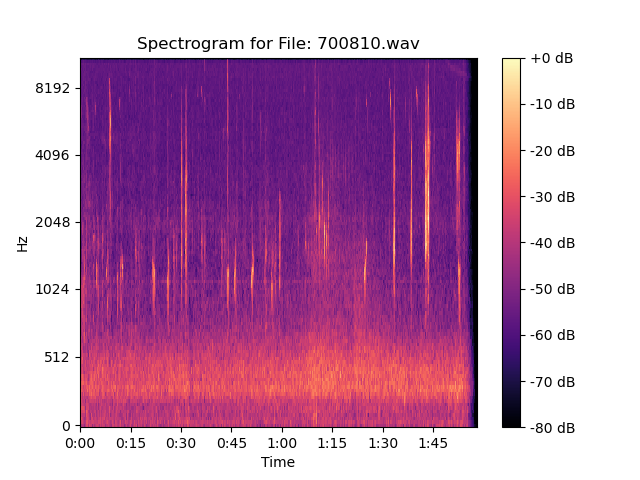 Spectrogram for File: 700810.wav
8192
4096
2048
1024
512
0
Hz
0:00 0:15 0:30 0:45 1:00 1:15 1:30 1:45
Time
+0 dB
-10 dB
-20 dB
-30 dB
-40 dB
-50 dB
-60 dB
-70 dB
-80 dB